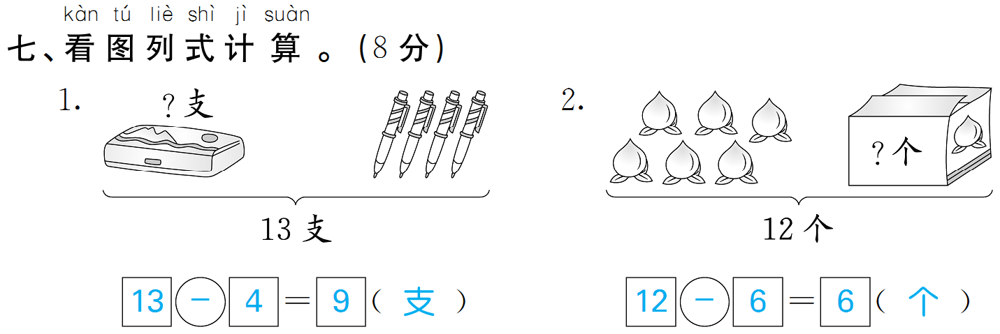 kàn tú liè shì jì suàn
七、看图列式计算。(8分)
1.
?支
13支
13－4＝9(支)
2.
?个
12个
12－6＝6(个)